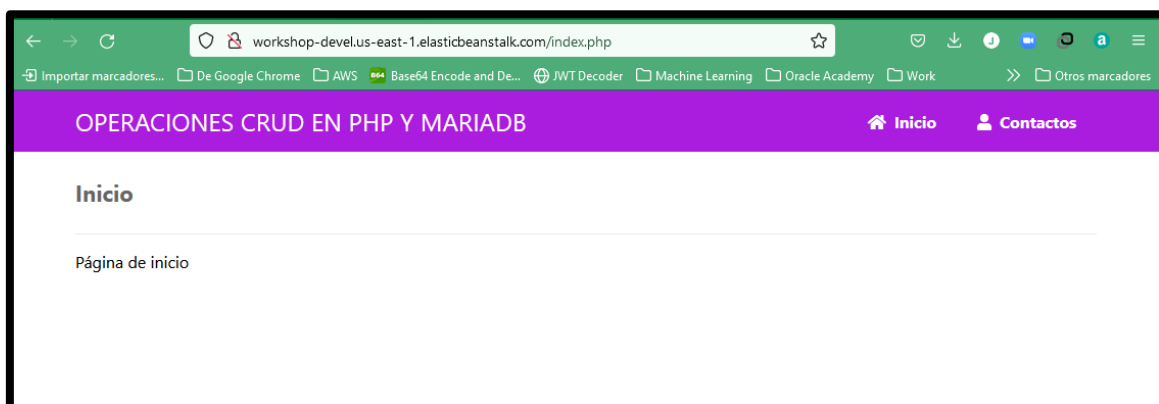 workshop-devel.us-east-1.elasticbeanstalk.com/index.php
Importar marcadores... De Google Chrome AWS B64 Base64 Encode and De... JWT Decoder Machine Learning Oracle Academy Work Otros marcadores
OPERACIONES CRUD EN PHP Y MARIADB Inicio Contactos
Inicio
Página de inicio